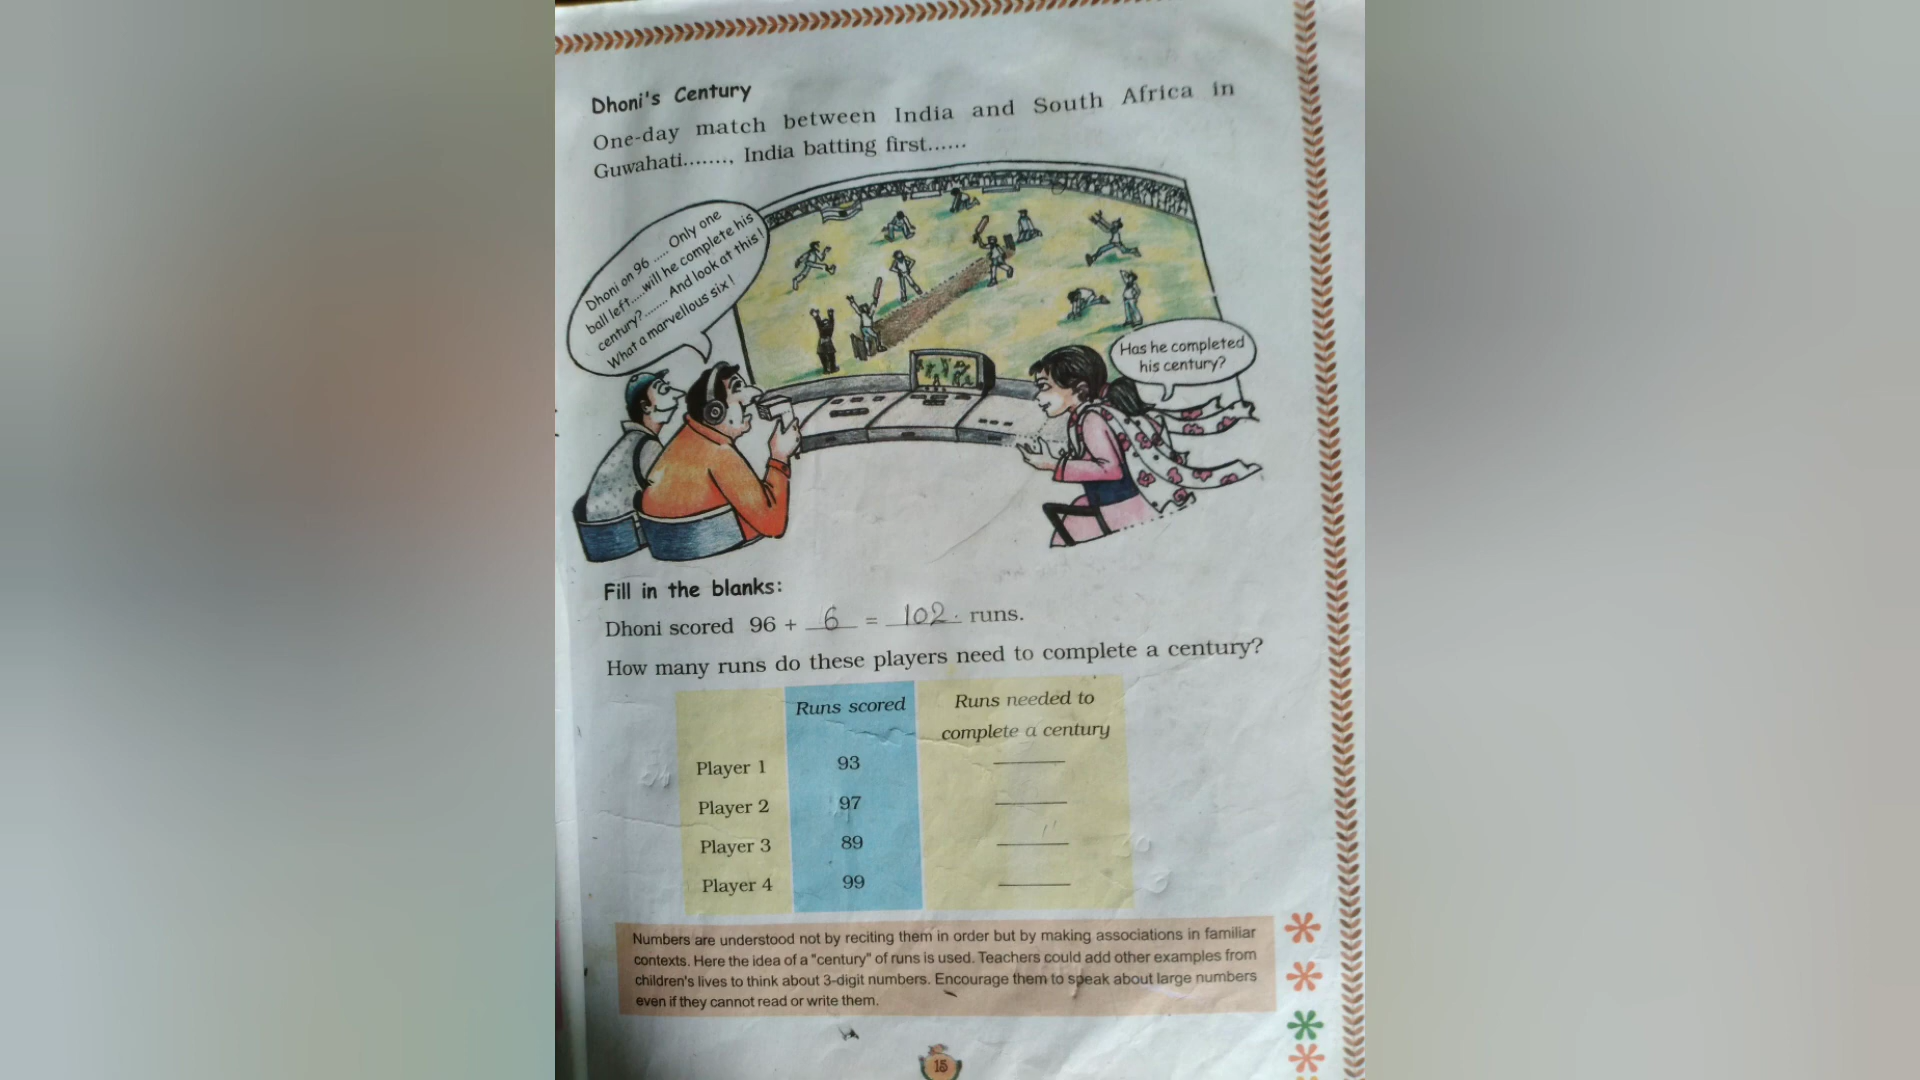 Dhoni's Century
One-day match between India and South Africa in
Guwahati......., India batting first......
Dhoni on 96 ..... Only one
ball left....will he complete his
century?........ And look at this!
What a marvellous six!
Has he completed
his century?
Fill in the blanks:
Dhoni scored 96 + 6 = 102. runs.
How many runs do these players need to complete a century?
Runs scored Runs needed to
complete a century
Player 1 93
Player 2 97
Player 3 89
Player 4 99
Numbers are understood not by reciting them in order but by making associations in familiar
contexts. Here the idea of a "century" of runs is used. Teachers could add other examples from
children's lives to think about 3-digit numbers. Encourage them to speak about large numbers
even if they cannot read or write them.
15